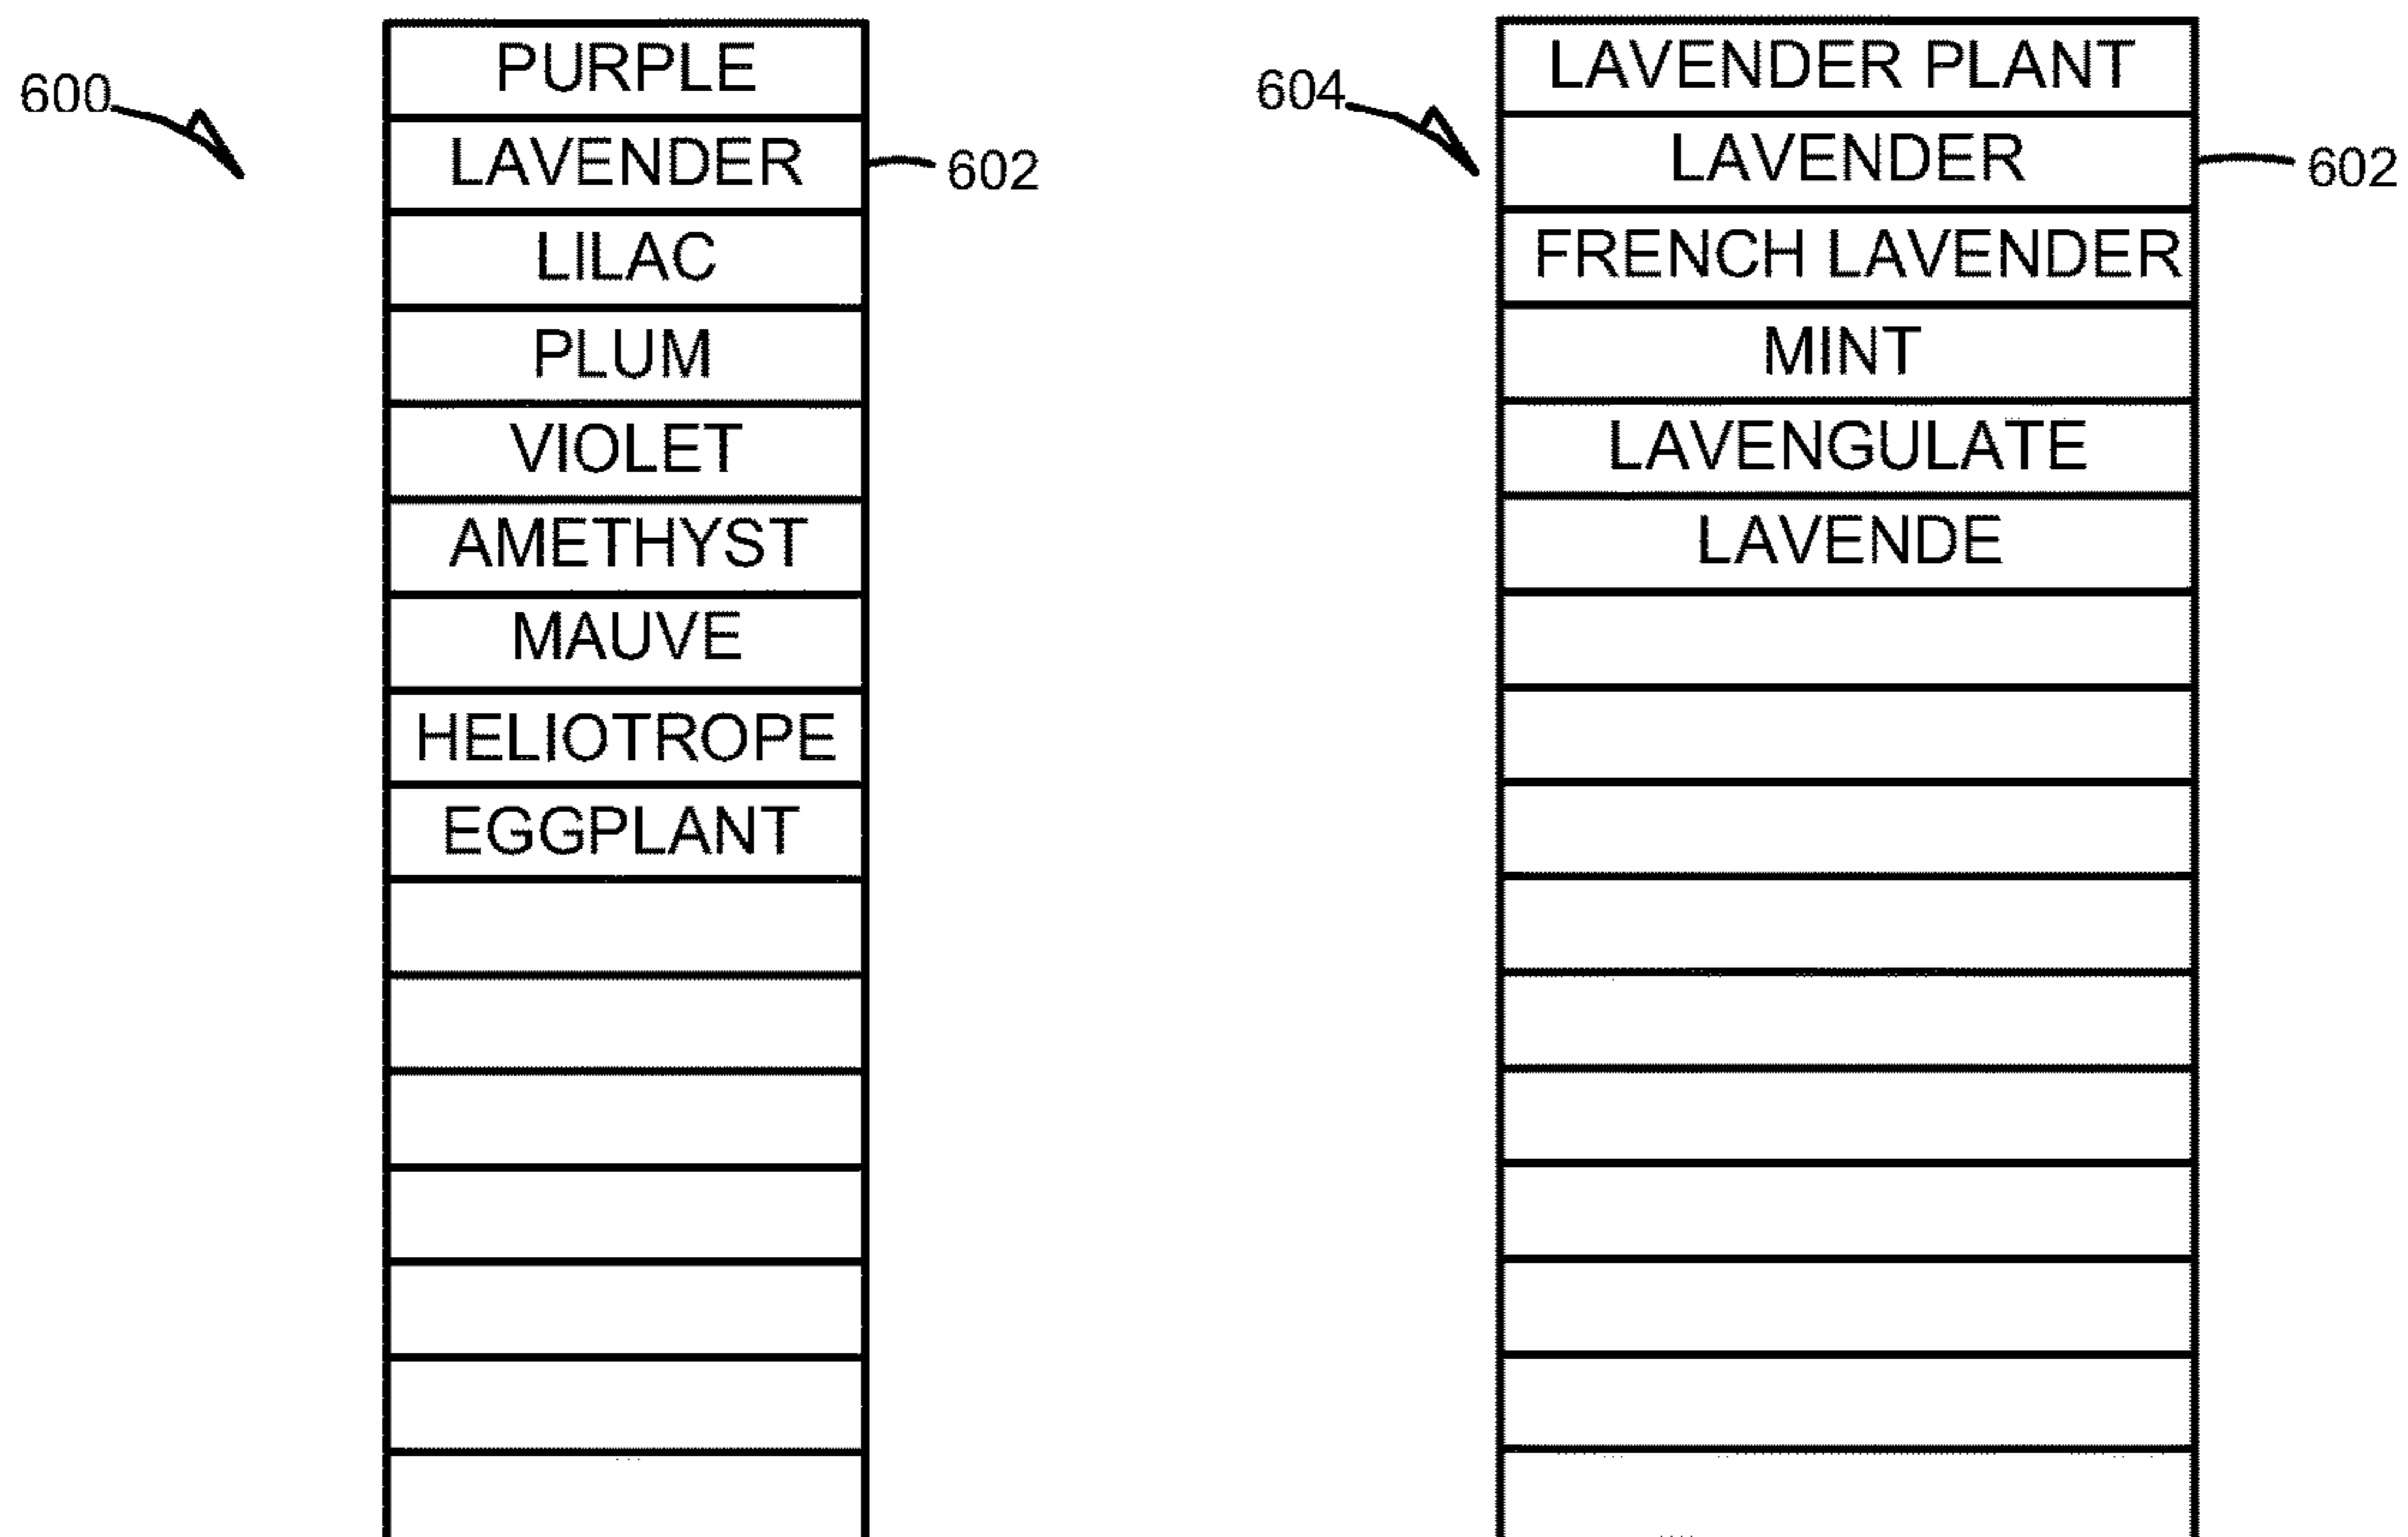 600
PURPLE
LAVENDER
602
LILAC
PLUM
VIOLET
AMETHYST
MAUVE
HELIOTROPE
EGGPLANT
604
LAVENDER PLANT
LAVENDER
602
FRENCH LAVENDER
MINT
LAVENGULATE
LAVENDE